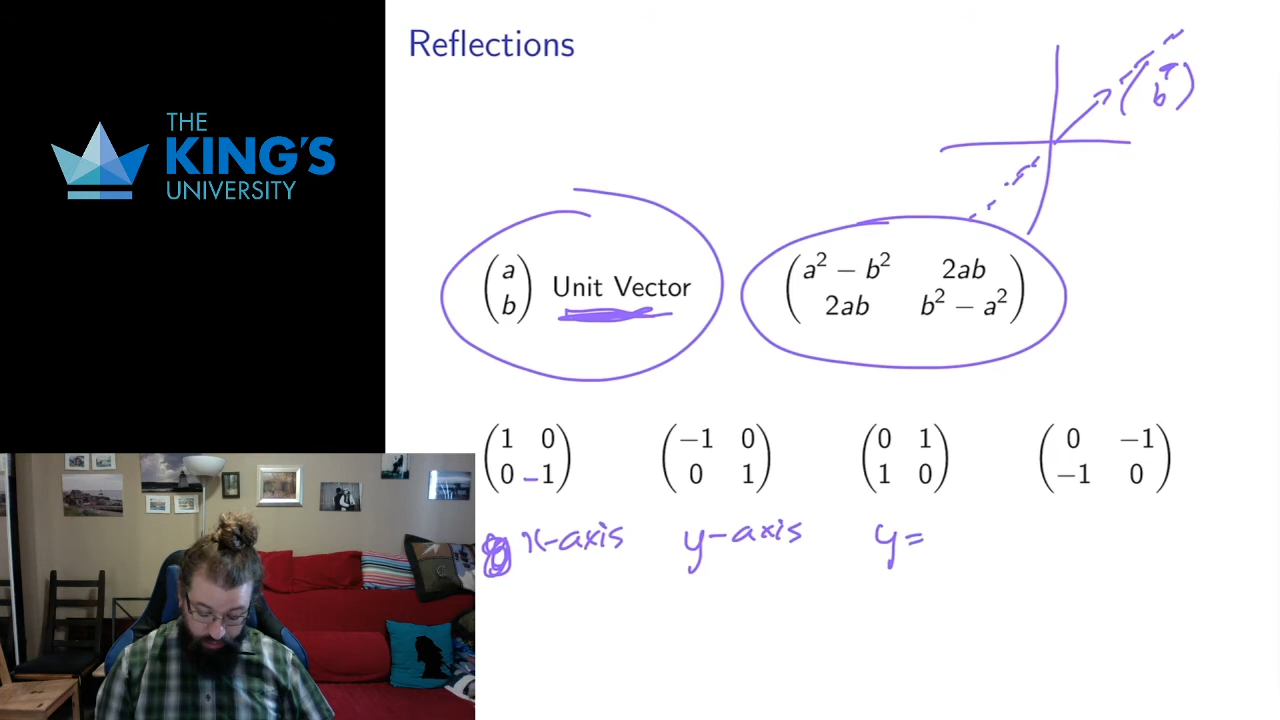 Reflections
THE
KING'S
UNIVERSITY
(a
b)
(a
b) Unit Vector
(a² − b² 2ab
2ab b² − a²)
(1 0
0 -1)
(−1 0
0 1)
(0 1
1 0)
(0 −1
−1 0)
x-axis
y-axis
y=